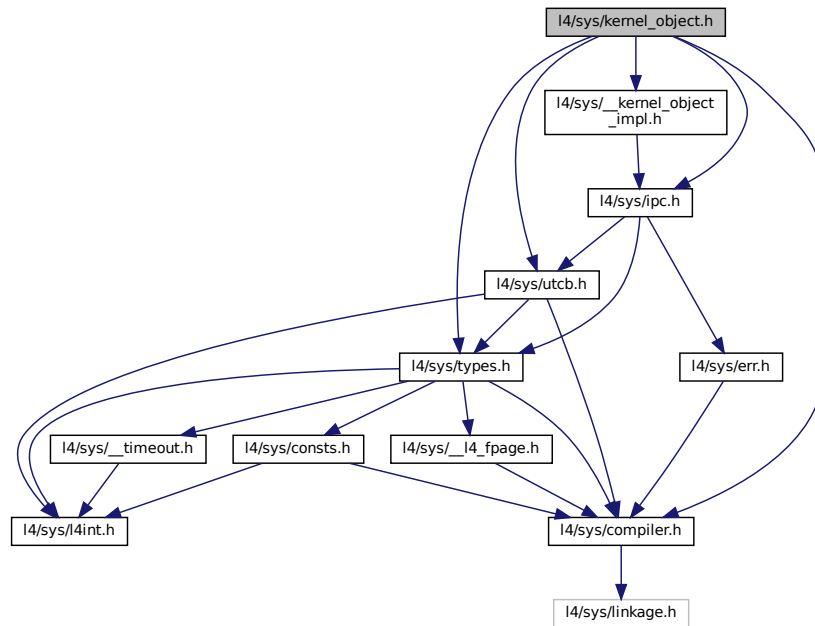 l4/sys/kernel_object.h
l4/sys/__kernel_object
_impl.h
l4/sys/ipc.h
l4/sys/utcb.h
l4/sys/types.h
l4/sys/err.h
l4/sys/__timeout.h
l4/sys/consts.h
l4/sys/__l4_fpage.h
l4/sys/l4int.h
l4/sys/compiler.h
l4/sys/linkage.h